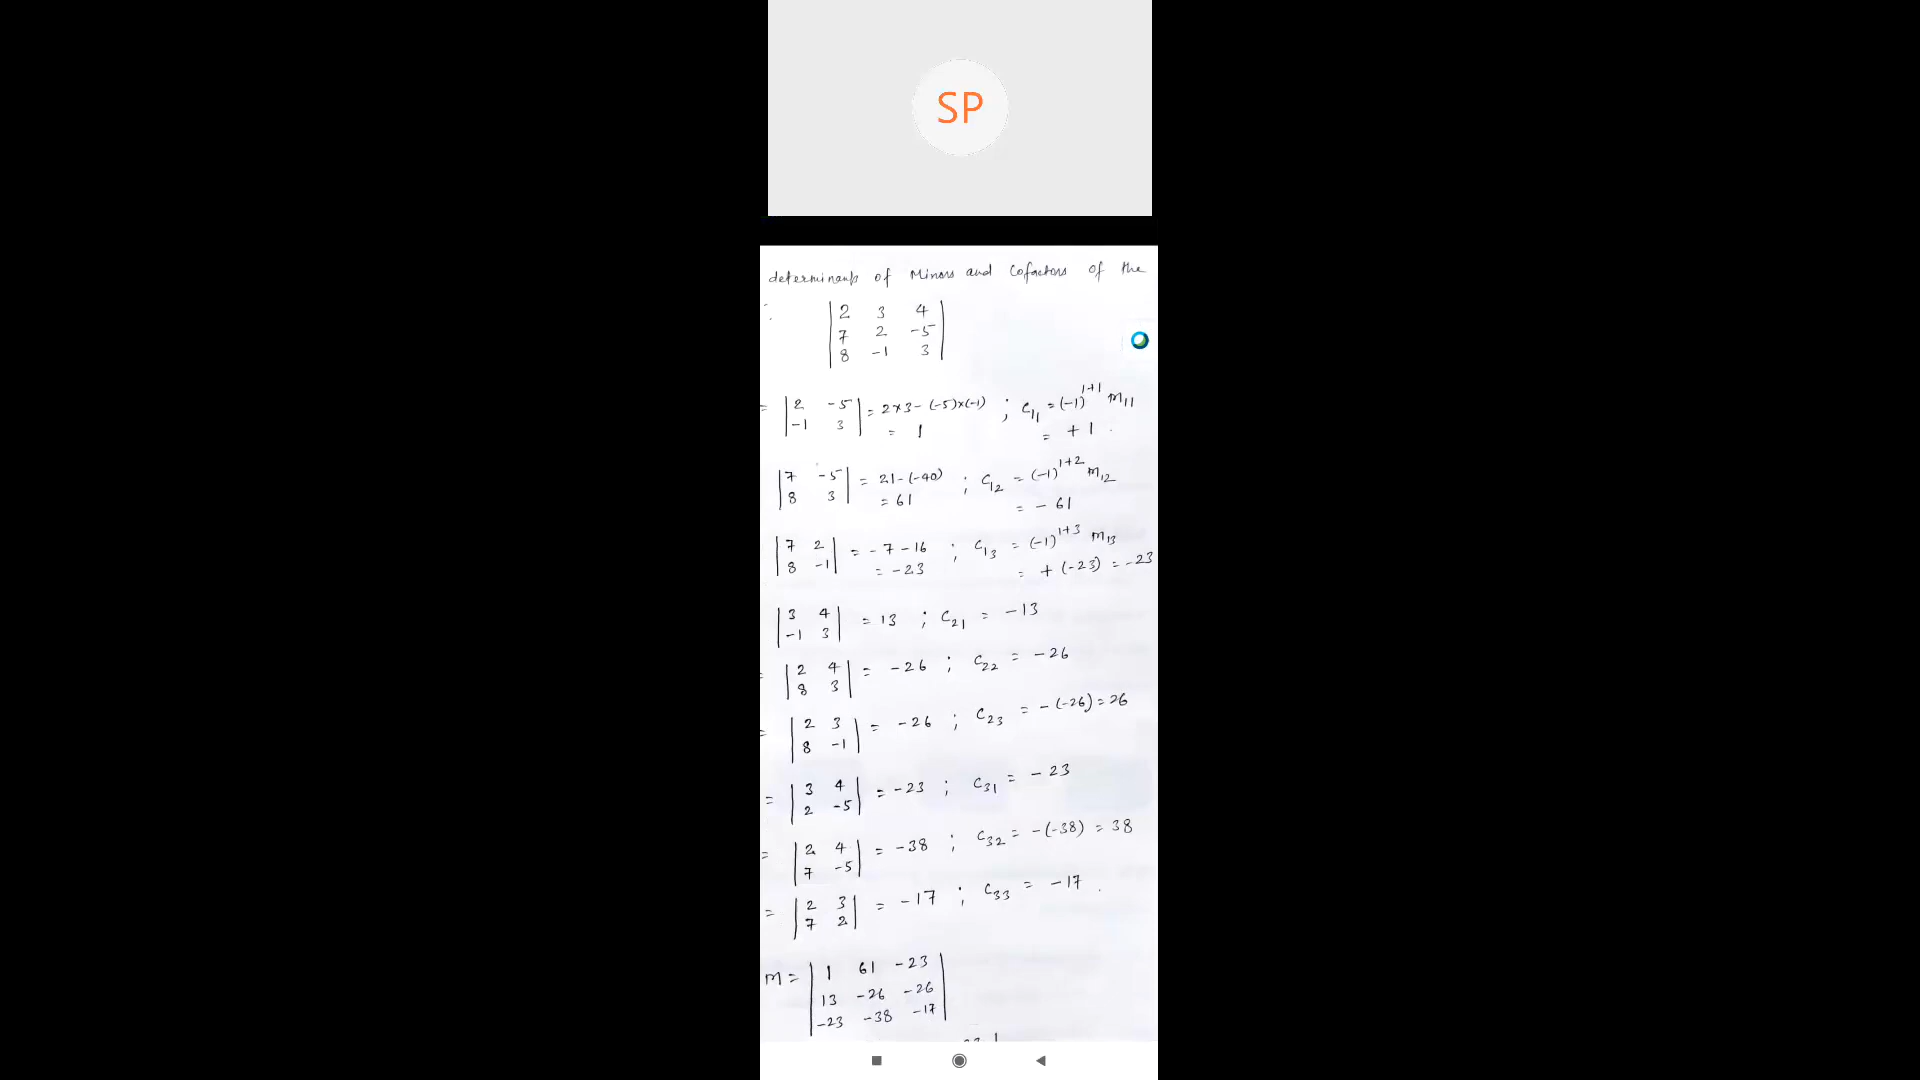 SP
determinants of Minors and Cofactors of the
| 2 3 4 |
| 7 2 -5 |
| 8 -1 3 |
= | 2 -5 | = 2×3-(-5)×(-1) ; C11 = (-1)^1+1 M11
| -1 3 | = 1 = +1.
| 7 -5 | = 21-(-40) ; C12 = (-1)^1+2 M12
| 8 3 | = 61 = -61
| 7 2 | = -7-16 ; C13 = (-1)^1+3 M13
| 8 -1 | = -23 = +(-23) = -23
| 3 4 | = 13 ; C21 = -13
| -1 3 |
= | 2 4 | = -26 ; C22 = -26
| 8 3 |
= | 2 3 | = -26 ; C23 = -(-26) = 26
| 8 -1 |
= | 3 4 | = -23 ; C31 = -23
| 2 -5 |
= | 2 4 | = -38 ; C32 = -(-38) = 38
| 7 -5 |
= | 2 3 | = -17 ; C33 = -17.
| 7 2 |
M = | 1 61 -23 |
| 13 -26 -26 |
| -23 -38 -17 |